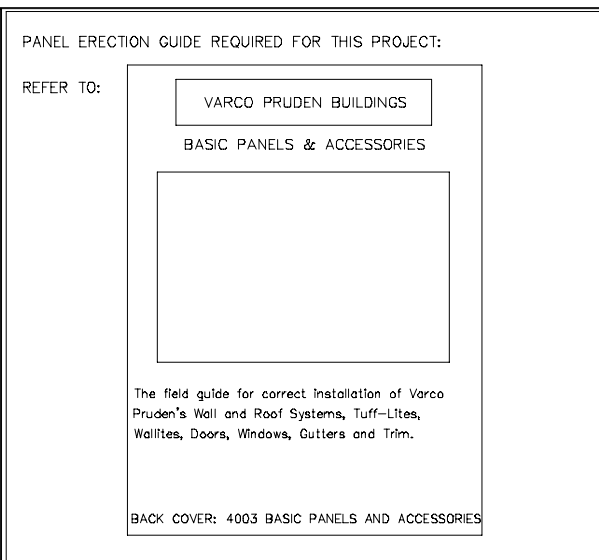 PANEL ERECTION GUIDE REQUIRED FOR THIS PROJECT:
REFER TO:
VARCO PRUDEN BUILDINGS
BASIC PANELS & ACCESSORIES
The field guide for correct installation of Varco
Pruden's Wall and Roof Systems, Tuff-Lites,
Wallites, Doors, Windows, Gutters and Trim.
BACK COVER: 4003 BASIC PANELS AND ACCESSORIES